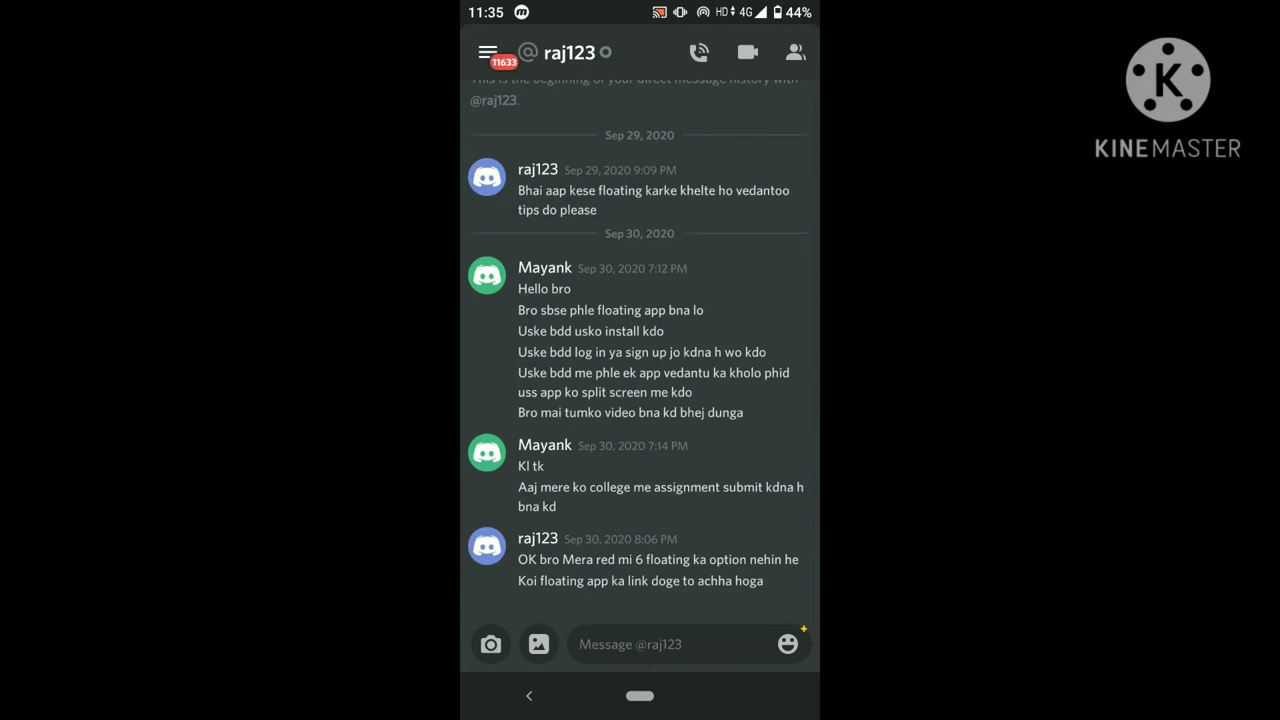 11:35
HD 4G 44%
11633
@ raj123
This is the beginning of your direct message history with
@raj123.
Sep 29, 2020
raj123 Sep 29, 2020 9:09 PM
Bhai aap kese floating karke khelte ho vedantoo
tips do please
Sep 30, 2020
Mayank Sep 30, 2020 7:12 PM
Hello bro
Bro sbse phle floating app bna lo
Uske bdd usko install kdo
Uske bdd log in ya sign up jo kdna h wo kdo
Uske bdd me phle ek app vedantu ka kholo phid
uss app ko split screen me kdo
Bro mai tumko video bna kd bhej dunga
Mayank Sep 30, 2020 7:14 PM
Kl tk
Aaj mere ko college me assignment submit kdna h
bna kd
raj123 Sep 30, 2020 8:06 PM
OK bro Mera red mi 6 floating ka option nehin he
Koi floating app ka link doge to achha hoga
Message @raj123
K
KINEMASTER